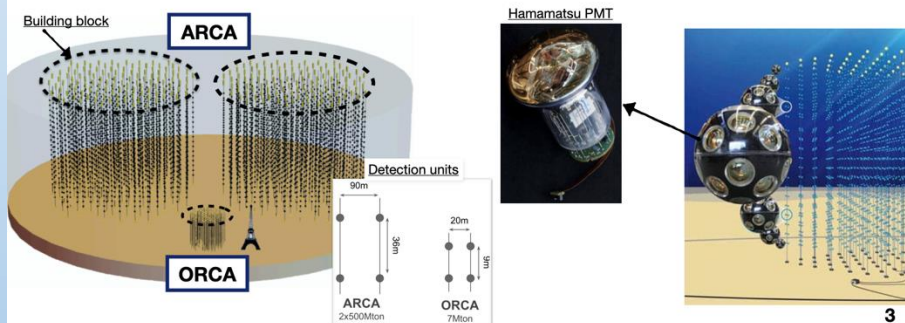 Building block
ARCA
Hamamatsu PMT
Detection units
90m
36m
20m
9m
ORCA
ARCA
2x500Mton
ORCA
7Mton
3